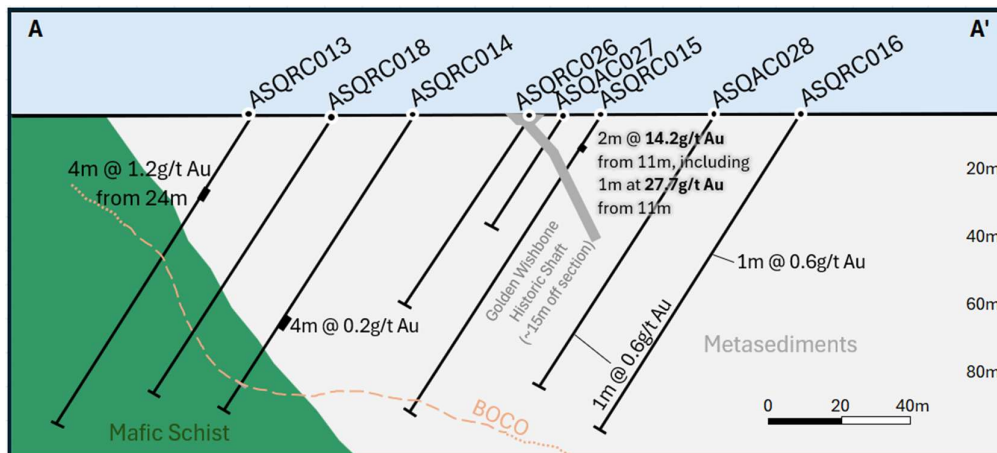 A
A'
ASQRC013
ASQRC018
ASQRC014
ASQRC026
ASQAC027
ASQRC015
ASQAC028
ASQRC016
4m @ 1.2g/t Au
from 24m
2m @ 14.2g/t Au
from 11m, including
1m at 27.7g/t Au
from 11m
20m
40m
60m
80m
Golden Wishbone
Historic Shaft
(~15m off section)
1m @ 0.6g/t Au
4m @ 0.2g/t Au
1m @ 0.6g/t Au
Metasediments
BOCO
Mafic Schist
0
20
40m